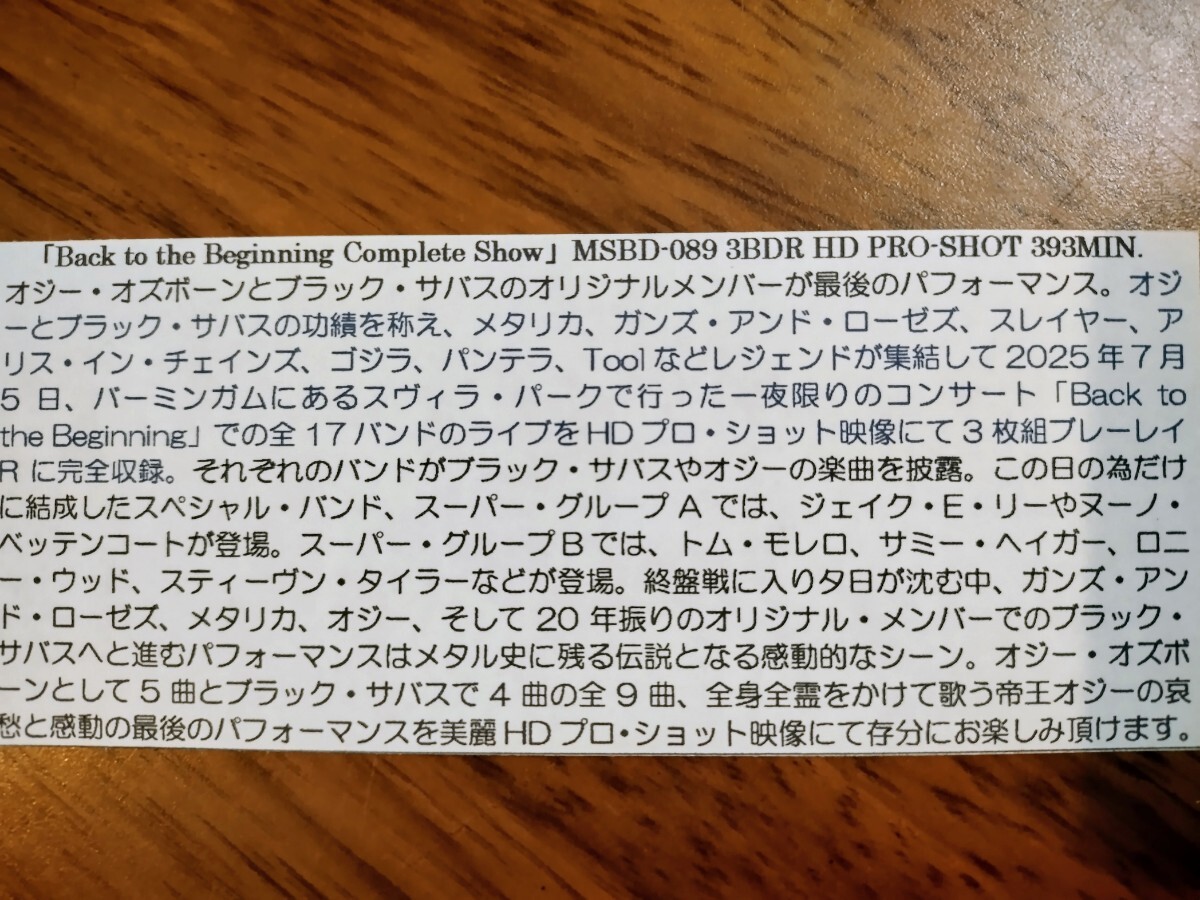 「Back to the Beginning Complete Show」MSBD-089 3BDR HD PRO-SHOT 393MIN.
オジー・オズボーンとブラック・サバスのオリジナルメンバーが最後のパフォーマンス。オジ
ーとブラック・サバスの功績を称え、メタリカ、ガンズ・アンド・ローゼズ、スレイヤー、ア
リス・イン・チェインズ、ゴジラ、パンテラ、Toolなどレジェンドが集結して2025年7月
5日、バーミンガムにあるスヴィラ・パークで行った一夜限りのコンサート「Back to
the Beginning」での全17バンドのライブをHDプロ・ショット映像にて3枚組ブルーレイ
Rに完全収録。それぞれのバンドがブラック・サバスやオジーの楽曲を披露。この日の為だけ
に結成したスペシャル・バンド、スーパー・グループAでは、ジェイク・E・リーやヌーノ・
ベッテンコートが登場。スーパー・グループBでは、トム・モレロ、サミー・ヘイガー、ロニ
ー・ウッド、スティーヴン・タイラーなどが登場。終盤戦に入り夕日が沈む中、ガンズ・アン
ド・ローゼズ、メタリカ、オジー、そして20年振りのオリジナル・メンバーでのブラック・
サバスへと進むパフォーマンスはメタル史に残る伝説となる感動的なシーン。オジー・オズボ
ーンとして5曲とブラック・サバスで4曲の全9曲、全身全霊をかけて歌う帝王オジーの哀
愁と感動の最後のパフォーマンスを美麗HDプロ・ショット映像にて存分にお楽しみ頂けます。